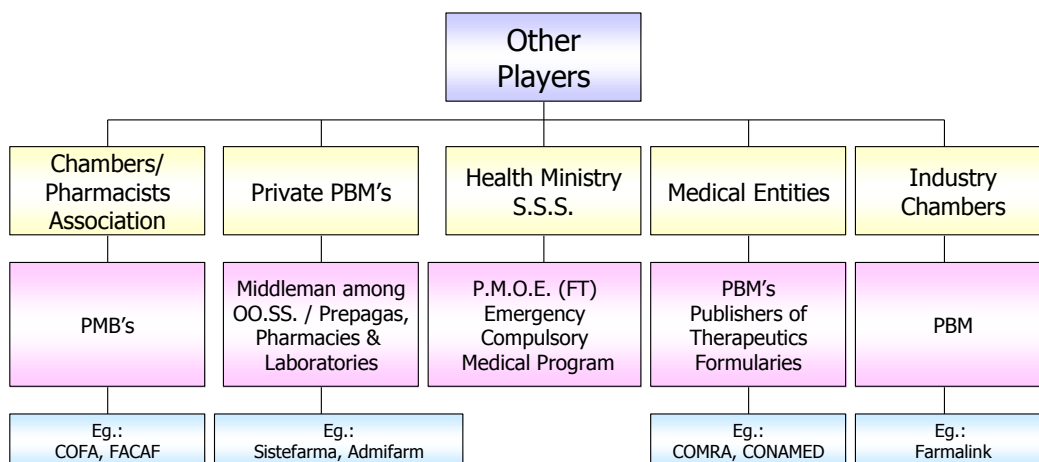 Other
Players
Chambers/
Pharmacists
Association
Private PBM's
Health Ministry
S.S.S.
Medical Entities
Industry
Chambers
PMB's
Middleman among
OO.SS. / Prepagas,
Pharmacies &
Laboratories
P.M.O.E. (FT)
Emergency
Compulsory
Medical Program
PBM's
Publishers of
Therapeutics
Formularies
PBM
Eg.:
COFA, FACAF
Eg.:
Sistefarma, Admifarm
Eg.:
COMRA, CONAMED
Eg.:
Farmalink